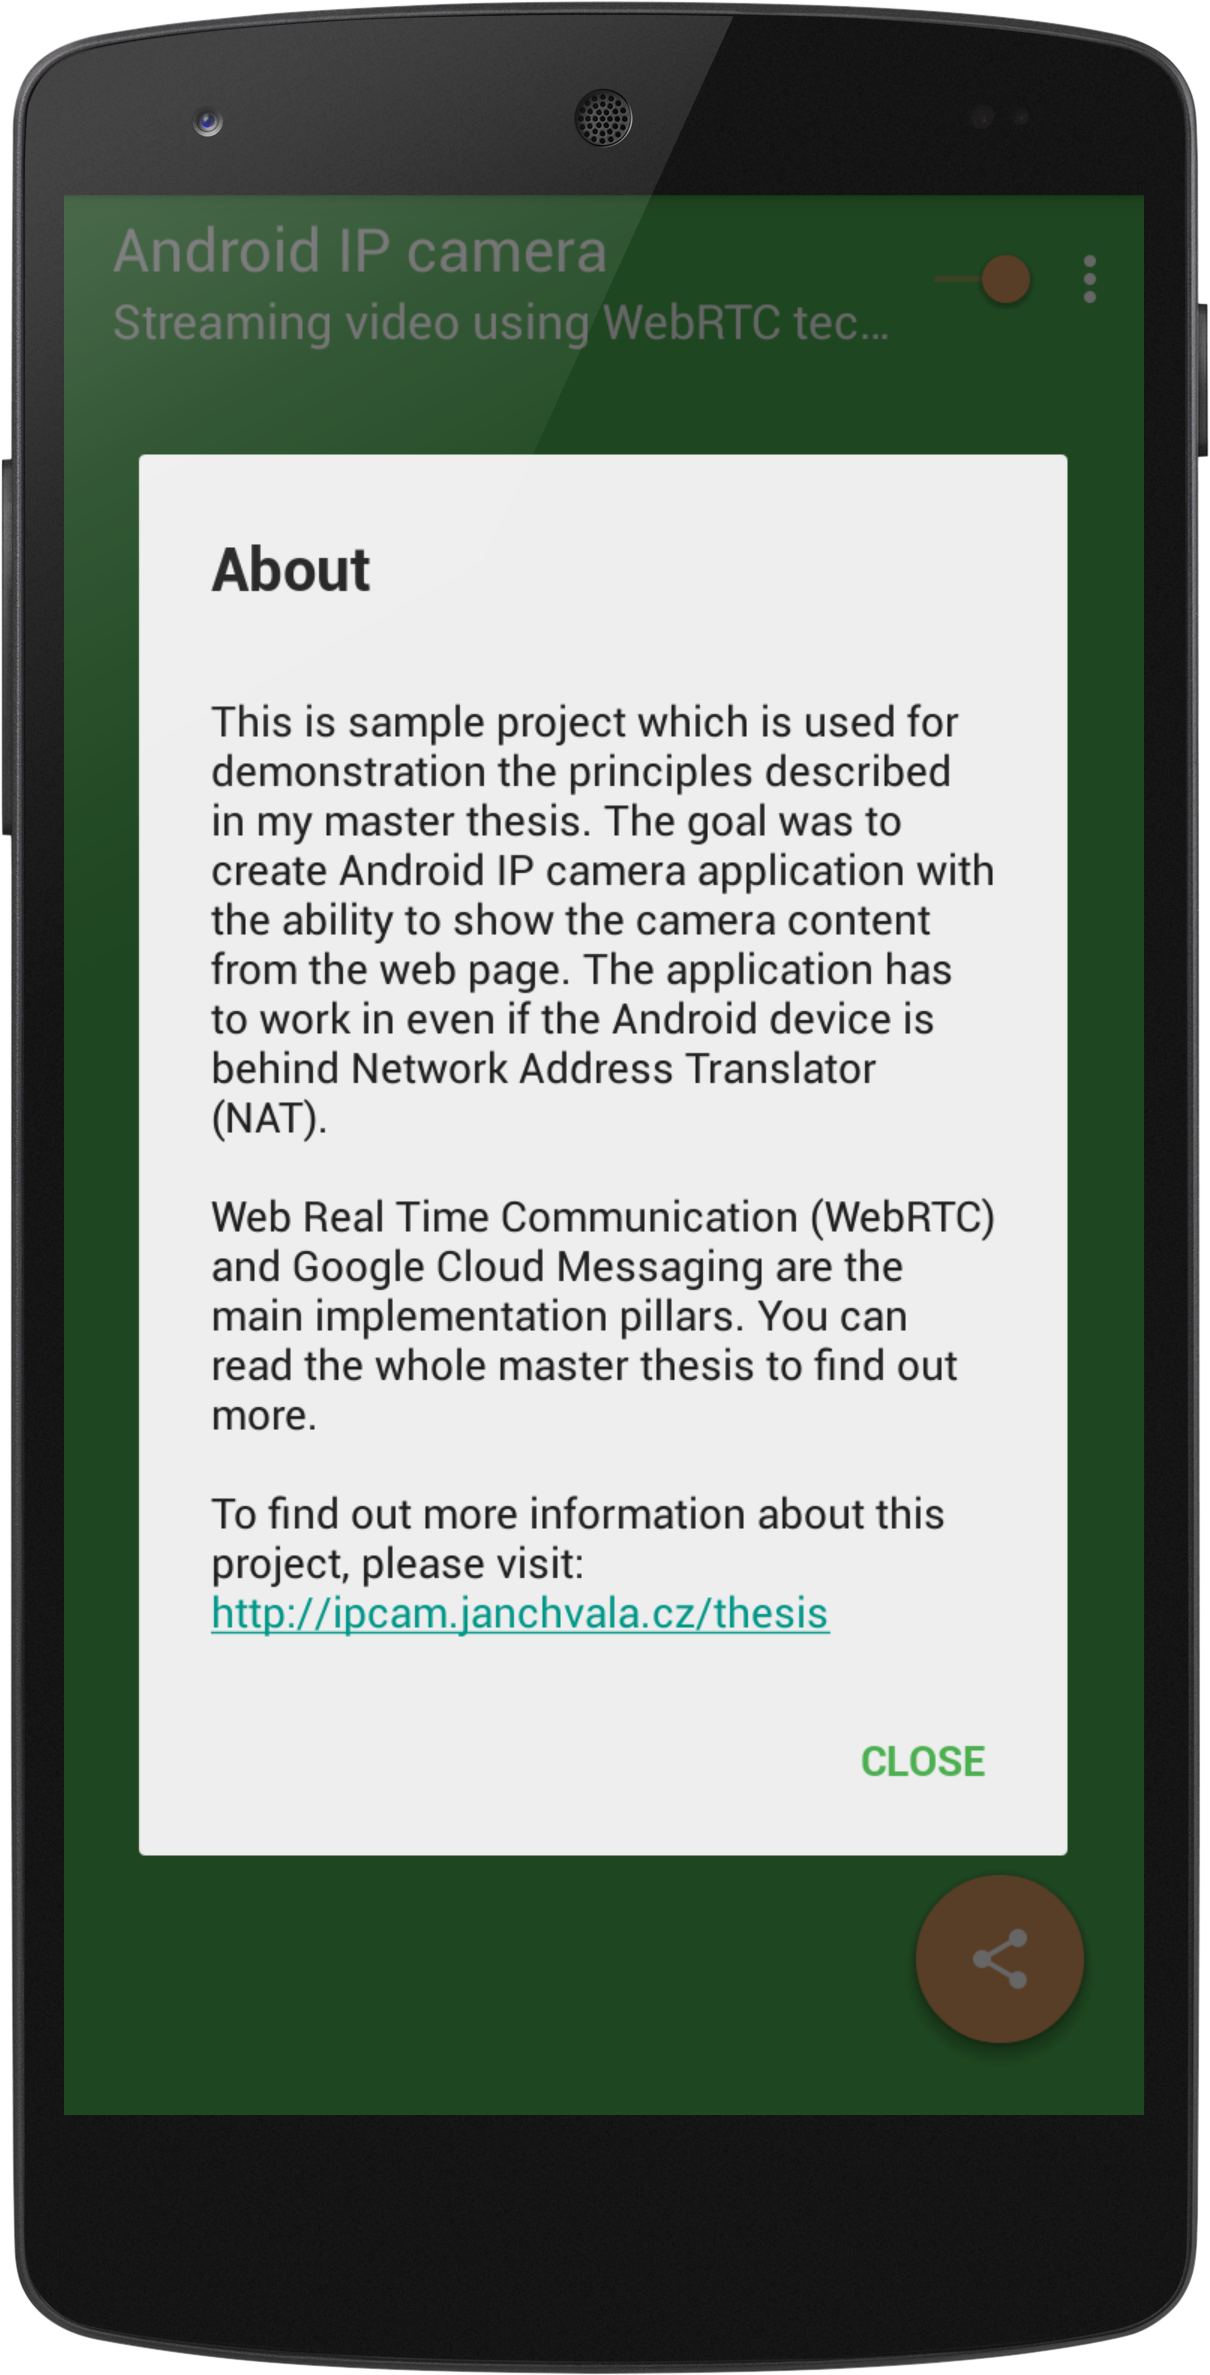 Android IP camera
Streaming video using WebRTC tec...
About
This is sample project which is used for
demonstration the principles described
in my master thesis. The goal was to
create Android IP camera application with
the ability to show the camera content
from the web page. The application has
to work in even if the Android device is
behind Network Address Translator
(NAT).
Web Real Time Communication (WebRTC)
and Google Cloud Messaging are the
main implementation pillars. You can
read the whole master thesis to find out
more.
To find out more information about this
project, please visit:
http://ipcam.janchvala.cz/thesis
CLOSE